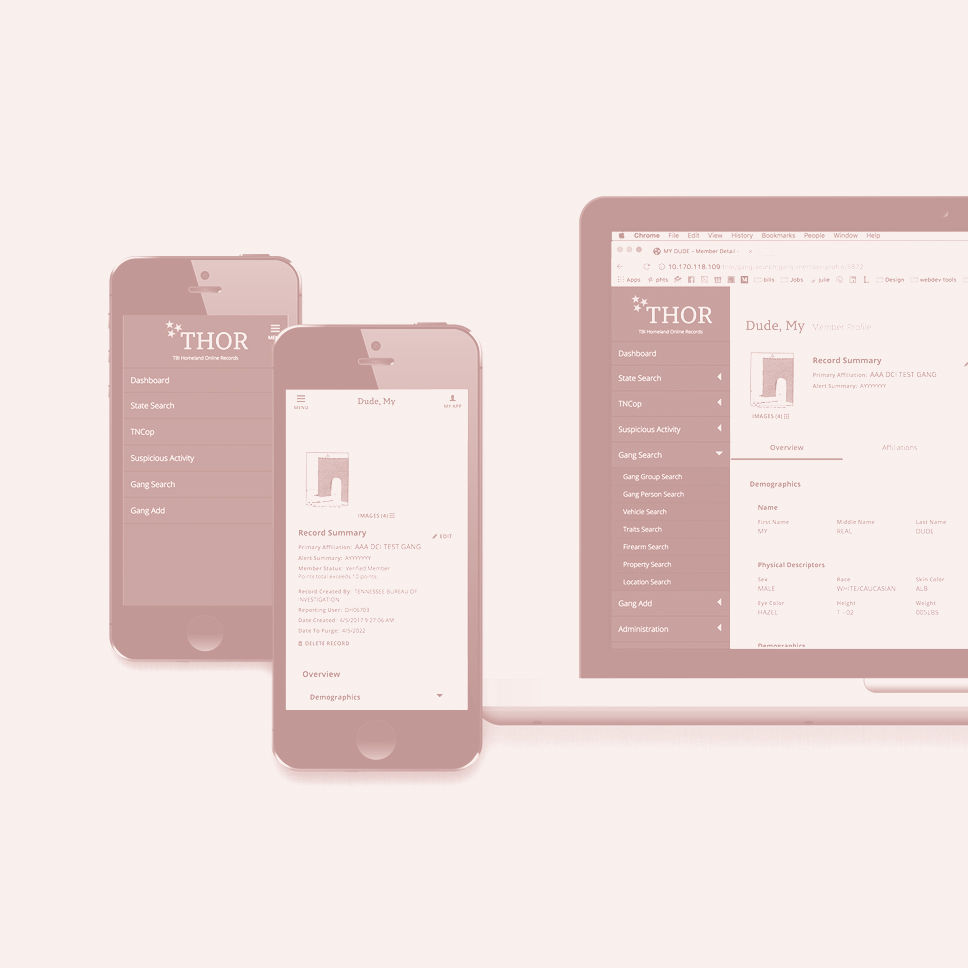 THOR
TBI Homeland Online Records
Dashboard
State Search
TNCop
Suspicious Activity
Gang Search
Gang Add
MENU
Dude, My
MY APP
IMAGES (4)
Record Summary
EDIT
Primary Affiliation: AAA DCI TEST GANG
Alert Summary: AYYYYYYY
Member Status: Verified Member
Points total exceeds 10 points
Record Created By: TENNESSEE BUREAU OF
INVESTIGATION
Reporting User: DHO6703
Date Created: 4/5/2017 9:27:06 AM
Date To Purge: 4/5/2022
DELETE RECORD
Overview
Demographics
Chrome File Edit View History Bookmarks People Window Help
MY DUDE – Member Detail
10.170.118.109
Apps phts bills Jobs julie Design webdev tools
THOR
TBI Homeland Online Records
Dashboard
State Search
TNCop
Suspicious Activity
Gang Search
Gang Group Search
Gang Person Search
Vehicle Search
Traits Search
Firearm Search
Property Search
Location Search
Gang Add
Administration
Dude, My Member Profile
Record Summary
Primary Affiliation: AAA DCI TEST GANG
Alert Summary: AYYYYYYY
IMAGES (4)
Overview Affiliations
Demographics
Name
First Name Middle Name Last Name
MY REAL DUDE
Physical Descriptors
Sex Race Skin Color
MALE WHITE/CAUCASIAN ALB
Eye Color Height Weight
HAZEL 1 - 02 005LBS
Demographics